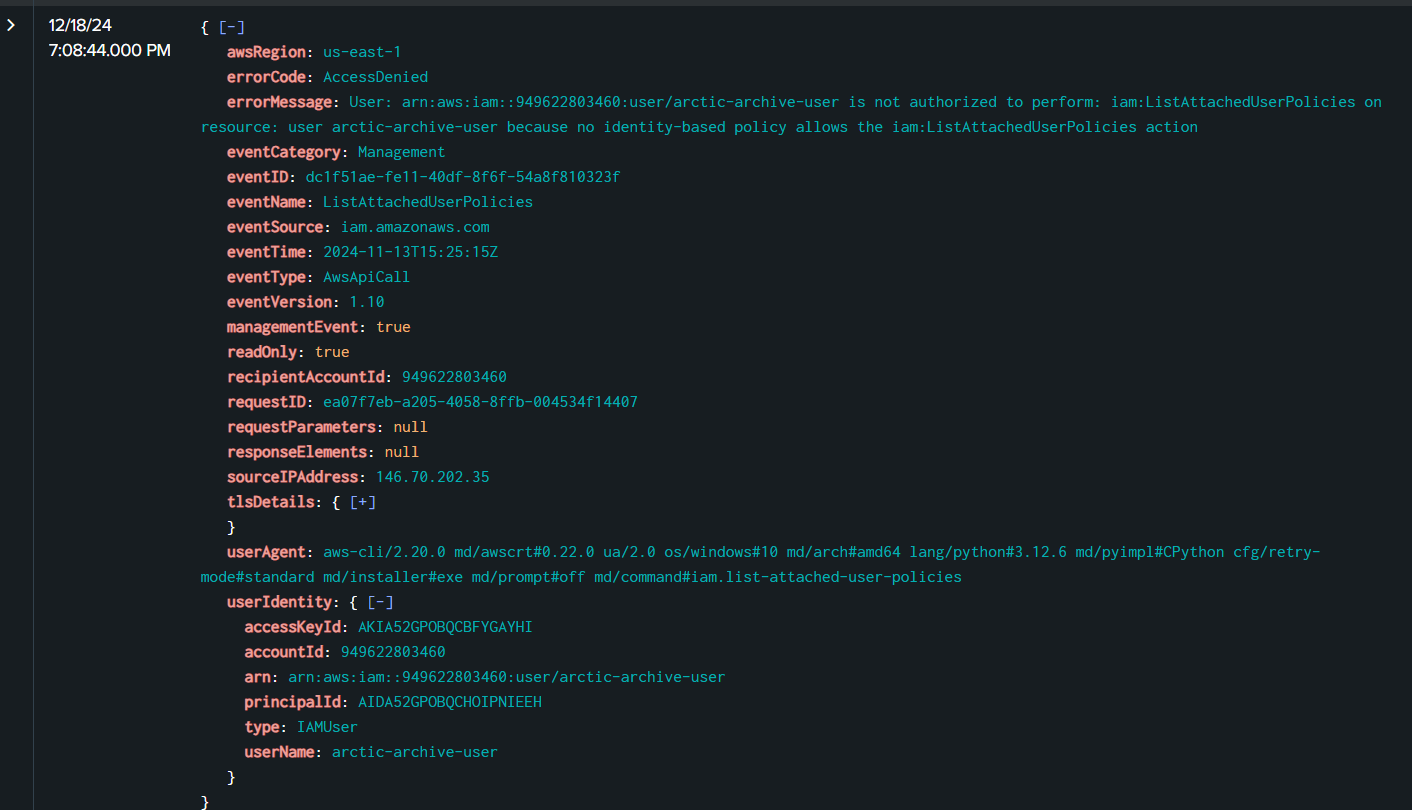 12/18/24
7:08:44.000 PM
{ [-]
awsRegion: us-east-1
errorCode: AccessDenied
errorMessage: User: arn:aws:iam::949622803460:user/arctic-archive-user is not authorized to perform: iam:ListAttachedUserPolicies on
resource: user arctic-archive-user because no identity-based policy allows the iam:ListAttachedUserPolicies action
eventCategory: Management
eventID: dc1f51ae-fe11-40df-8f6f-54a8f810323f
eventName: ListAttachedUserPolicies
eventSource: iam.amazonaws.com
eventTime: 2024-11-13T15:25:15Z
eventType: AwsApiCall
eventVersion: 1.10
managementEvent: true
readOnly: true
recipientAccountId: 949622803460
requestID: ea07f7eb-a205-4058-8ffb-004534f14407
requestParameters: null
responseElements: null
sourceIPAddress: 146.70.202.35
tlsDetails: { [+]
}
userAgent: aws-cli/2.20.0 md/awscrt#0.22.0 ua/2.0 os/windows#10 md/arch#amd64 lang/python#3.12.6 md/pyimpl#CPython cfg/retry-
mode#standard md/installer#exe md/prompt#off md/command#iam.list-attached-user-policies
userIdentity: { [-]
accessKeyId: AKIA52GPOBQCBFYGAYHI
accountId: 949622803460
arn: arn:aws:iam::949622803460:user/arctic-archive-user
principalId: AIDA52GPOBQCHOIPNIEEH
type: IAMUser
userName: arctic-archive-user
}
}